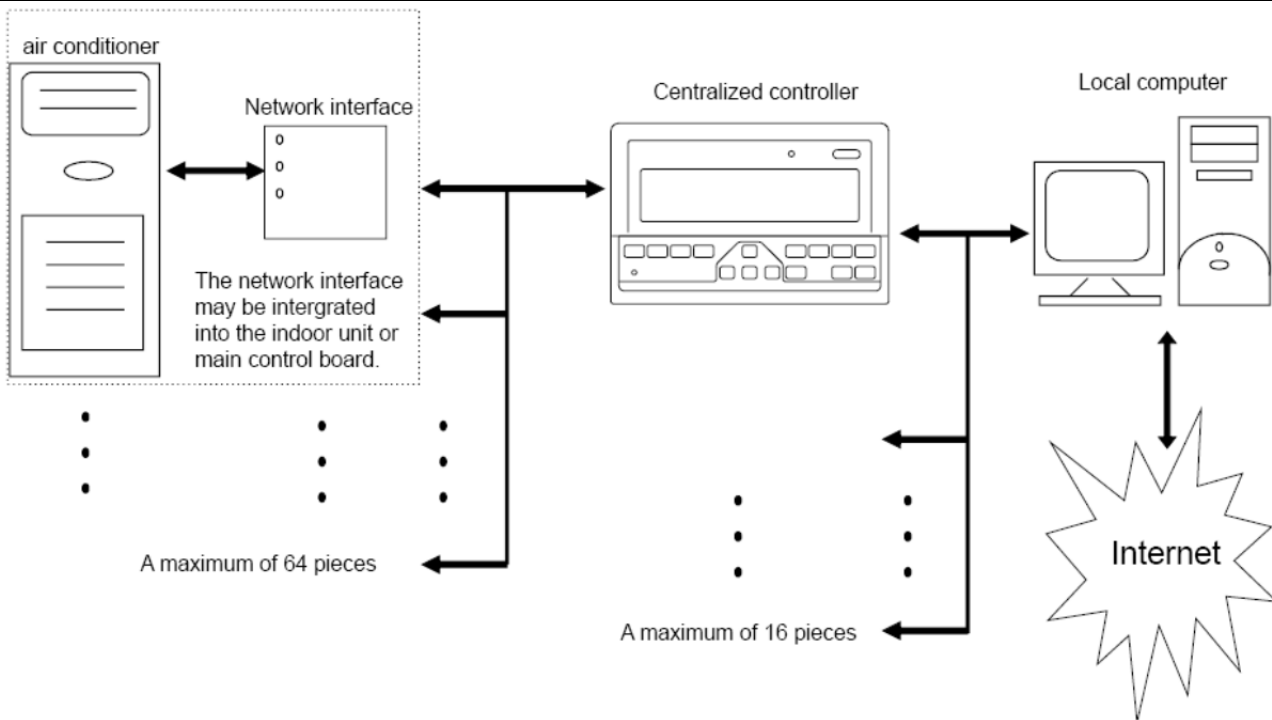 air conditioner
Network interface
The network interface
may be intergrated
into the indoor unit or
main control board.
A maximum of 64 pieces
Centralized controller
A maximum of 16 pieces
Local computer
Internet